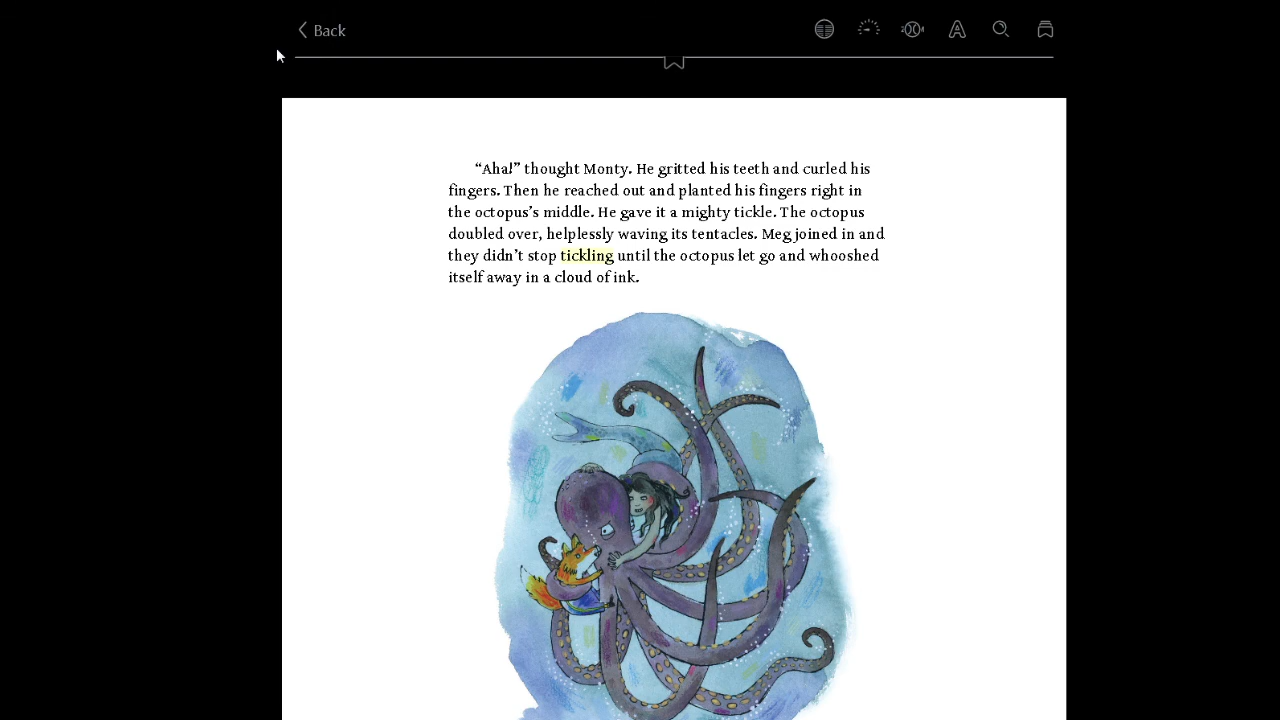 Back
“Aha!” thought Monty. He gritted his teeth and curled his
fingers. Then he reached out and planted his fingers right in
the octopus’s middle. He gave it a mighty tickle. The octopus
doubled over, helplessly waving its tentacles. Meg joined in and
they didn’t stop tickling until the octopus let go and whooshed
itself away in a cloud of ink.